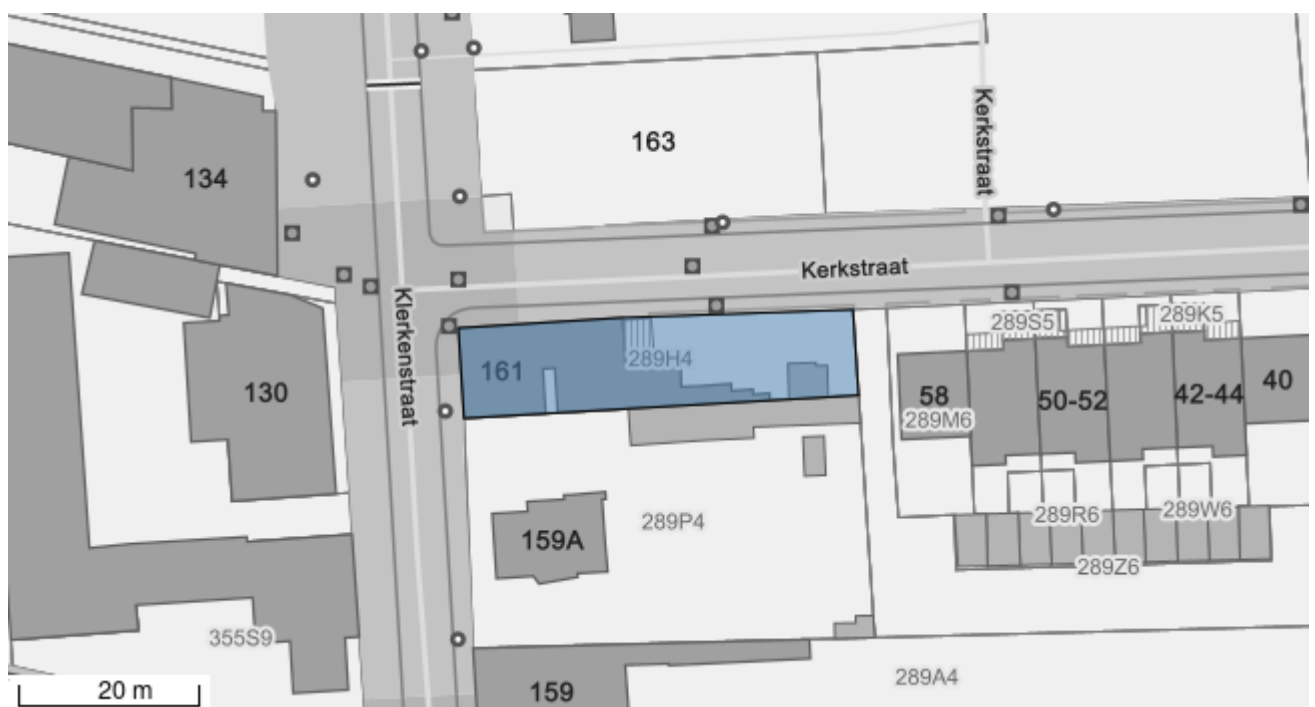 163
Kerkstraat
134
Kerkstraat
Klerkenstraat
289S5
289K5
161
289H4
130
58
50-52
42-44
40
289M6
289P4
289R6
289W6
159A
289Z6
355S9
289A4
159
20 m